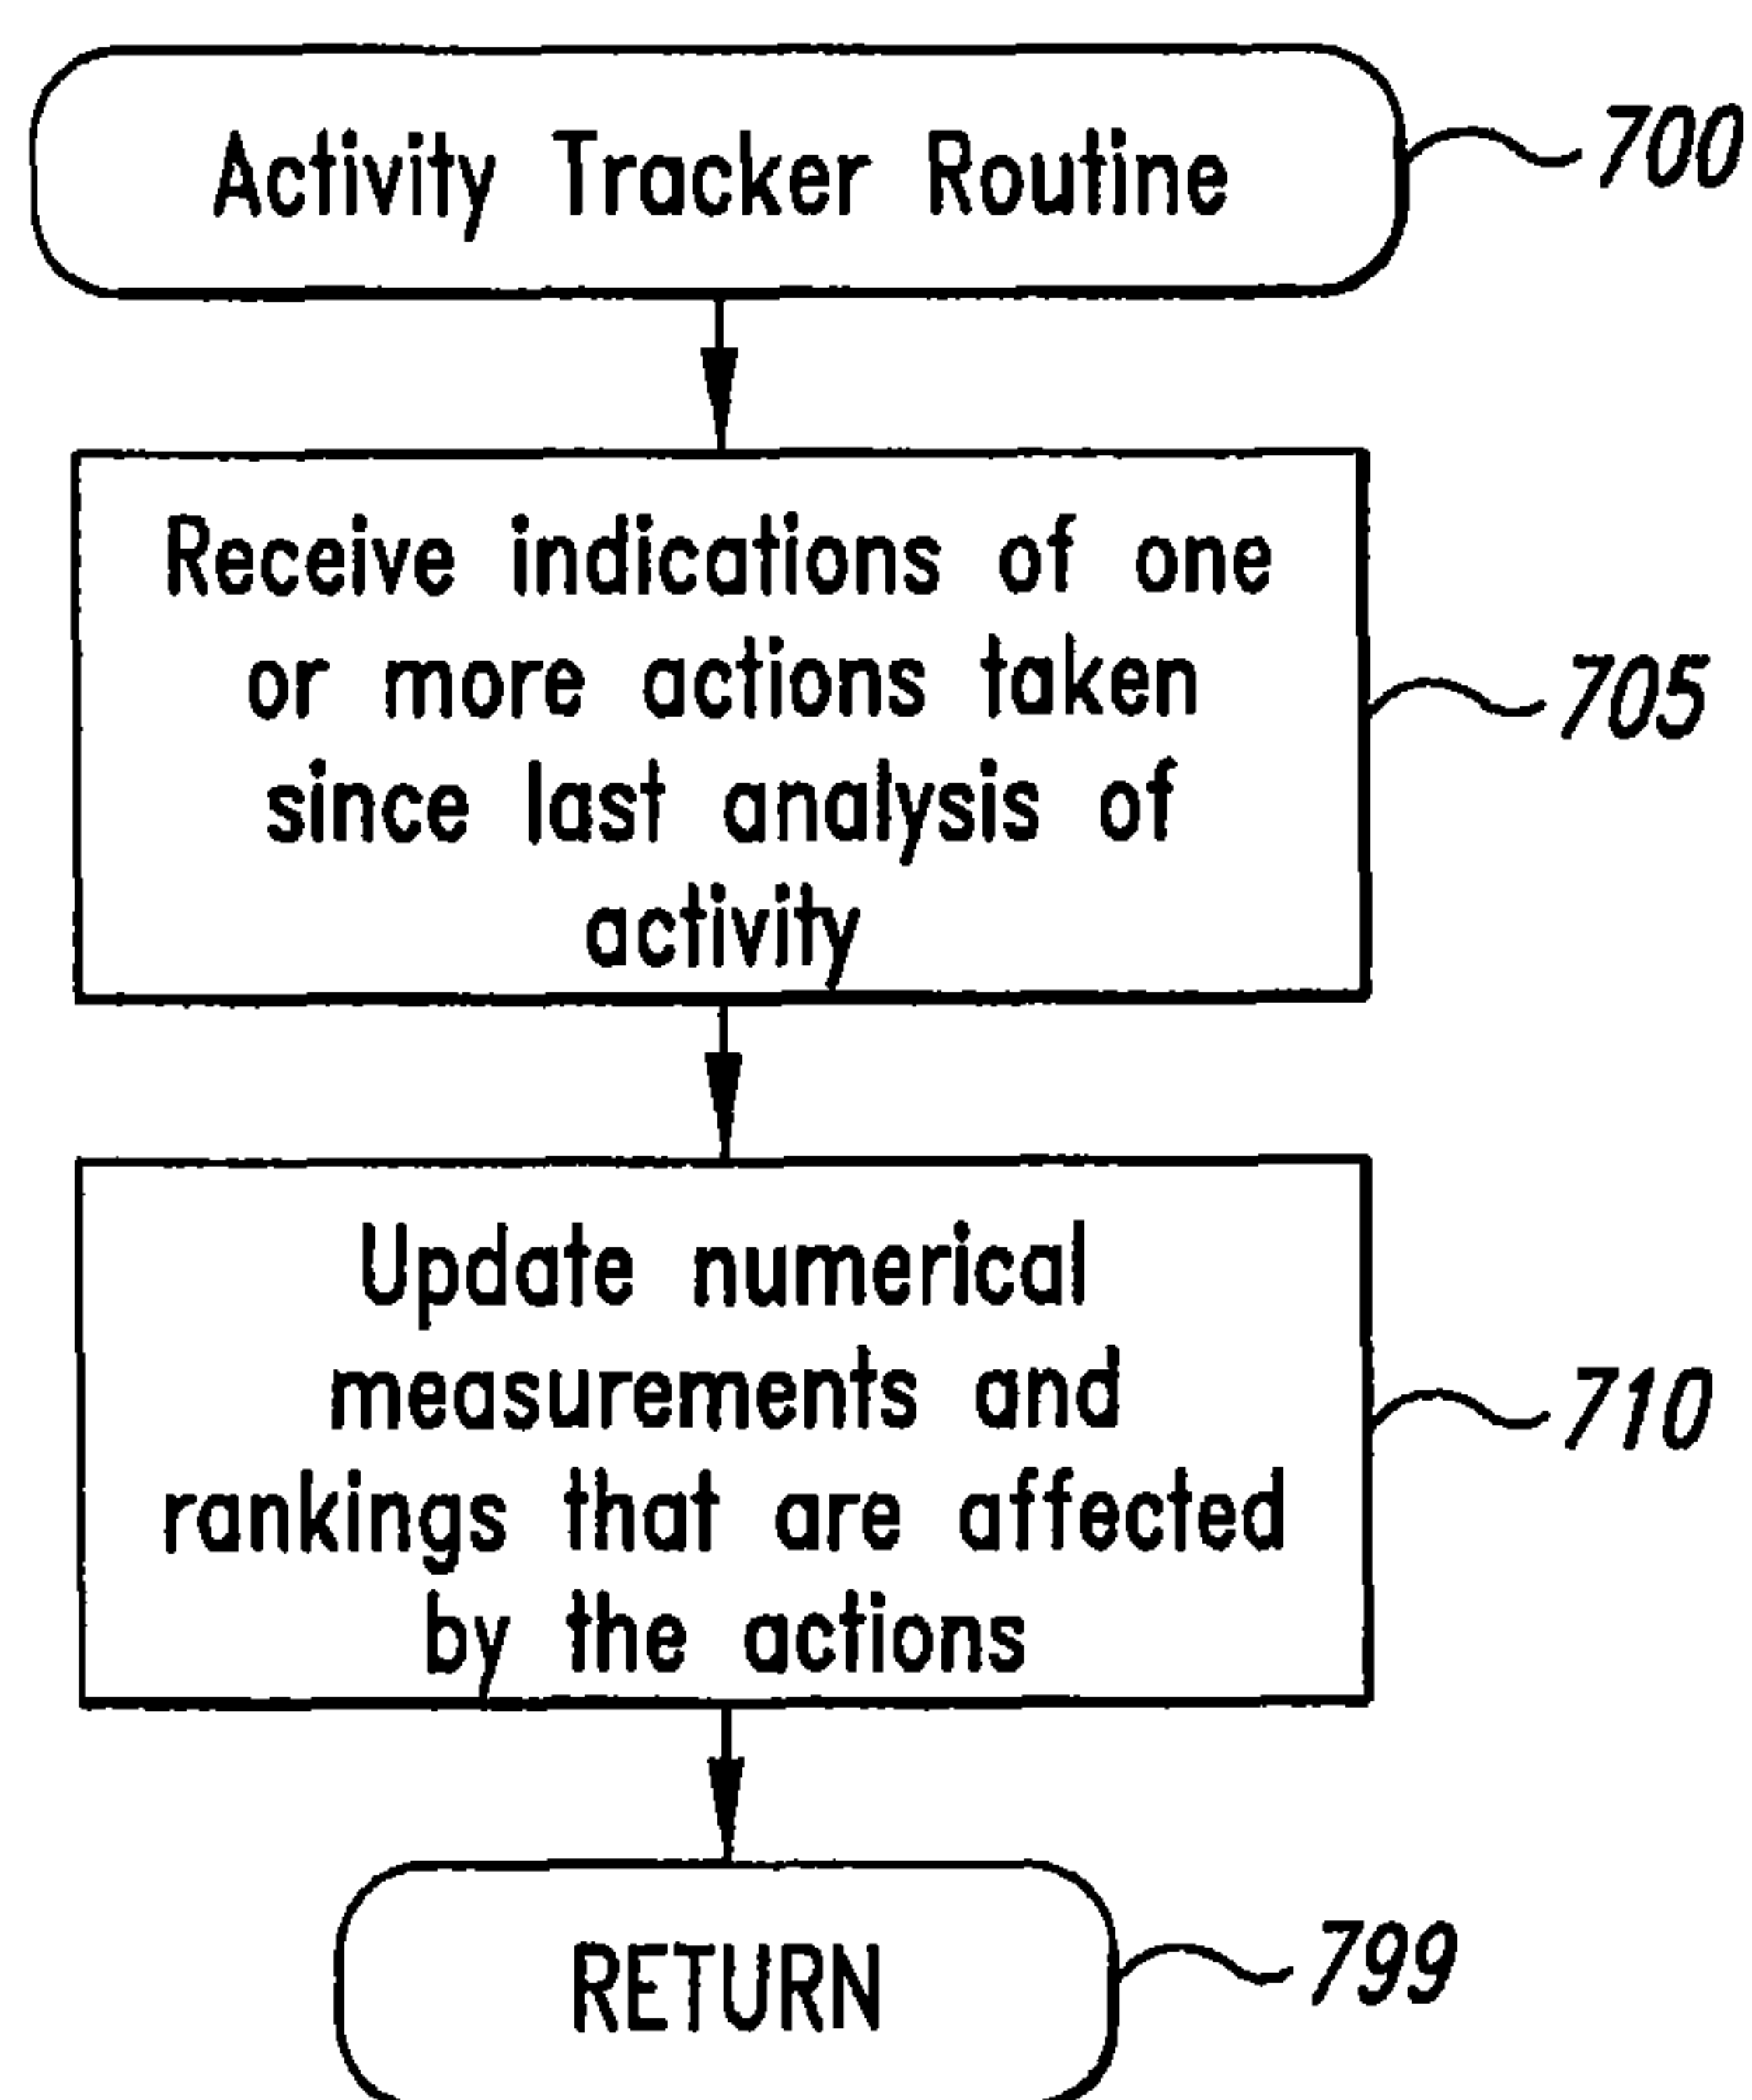 Activity Tracker Routine
700
Receive indications of one
or more actions taken
since last analysis of
activity
705
Update numerical
measurements and
rankings that are affected
by the actions
710
RETURN
799